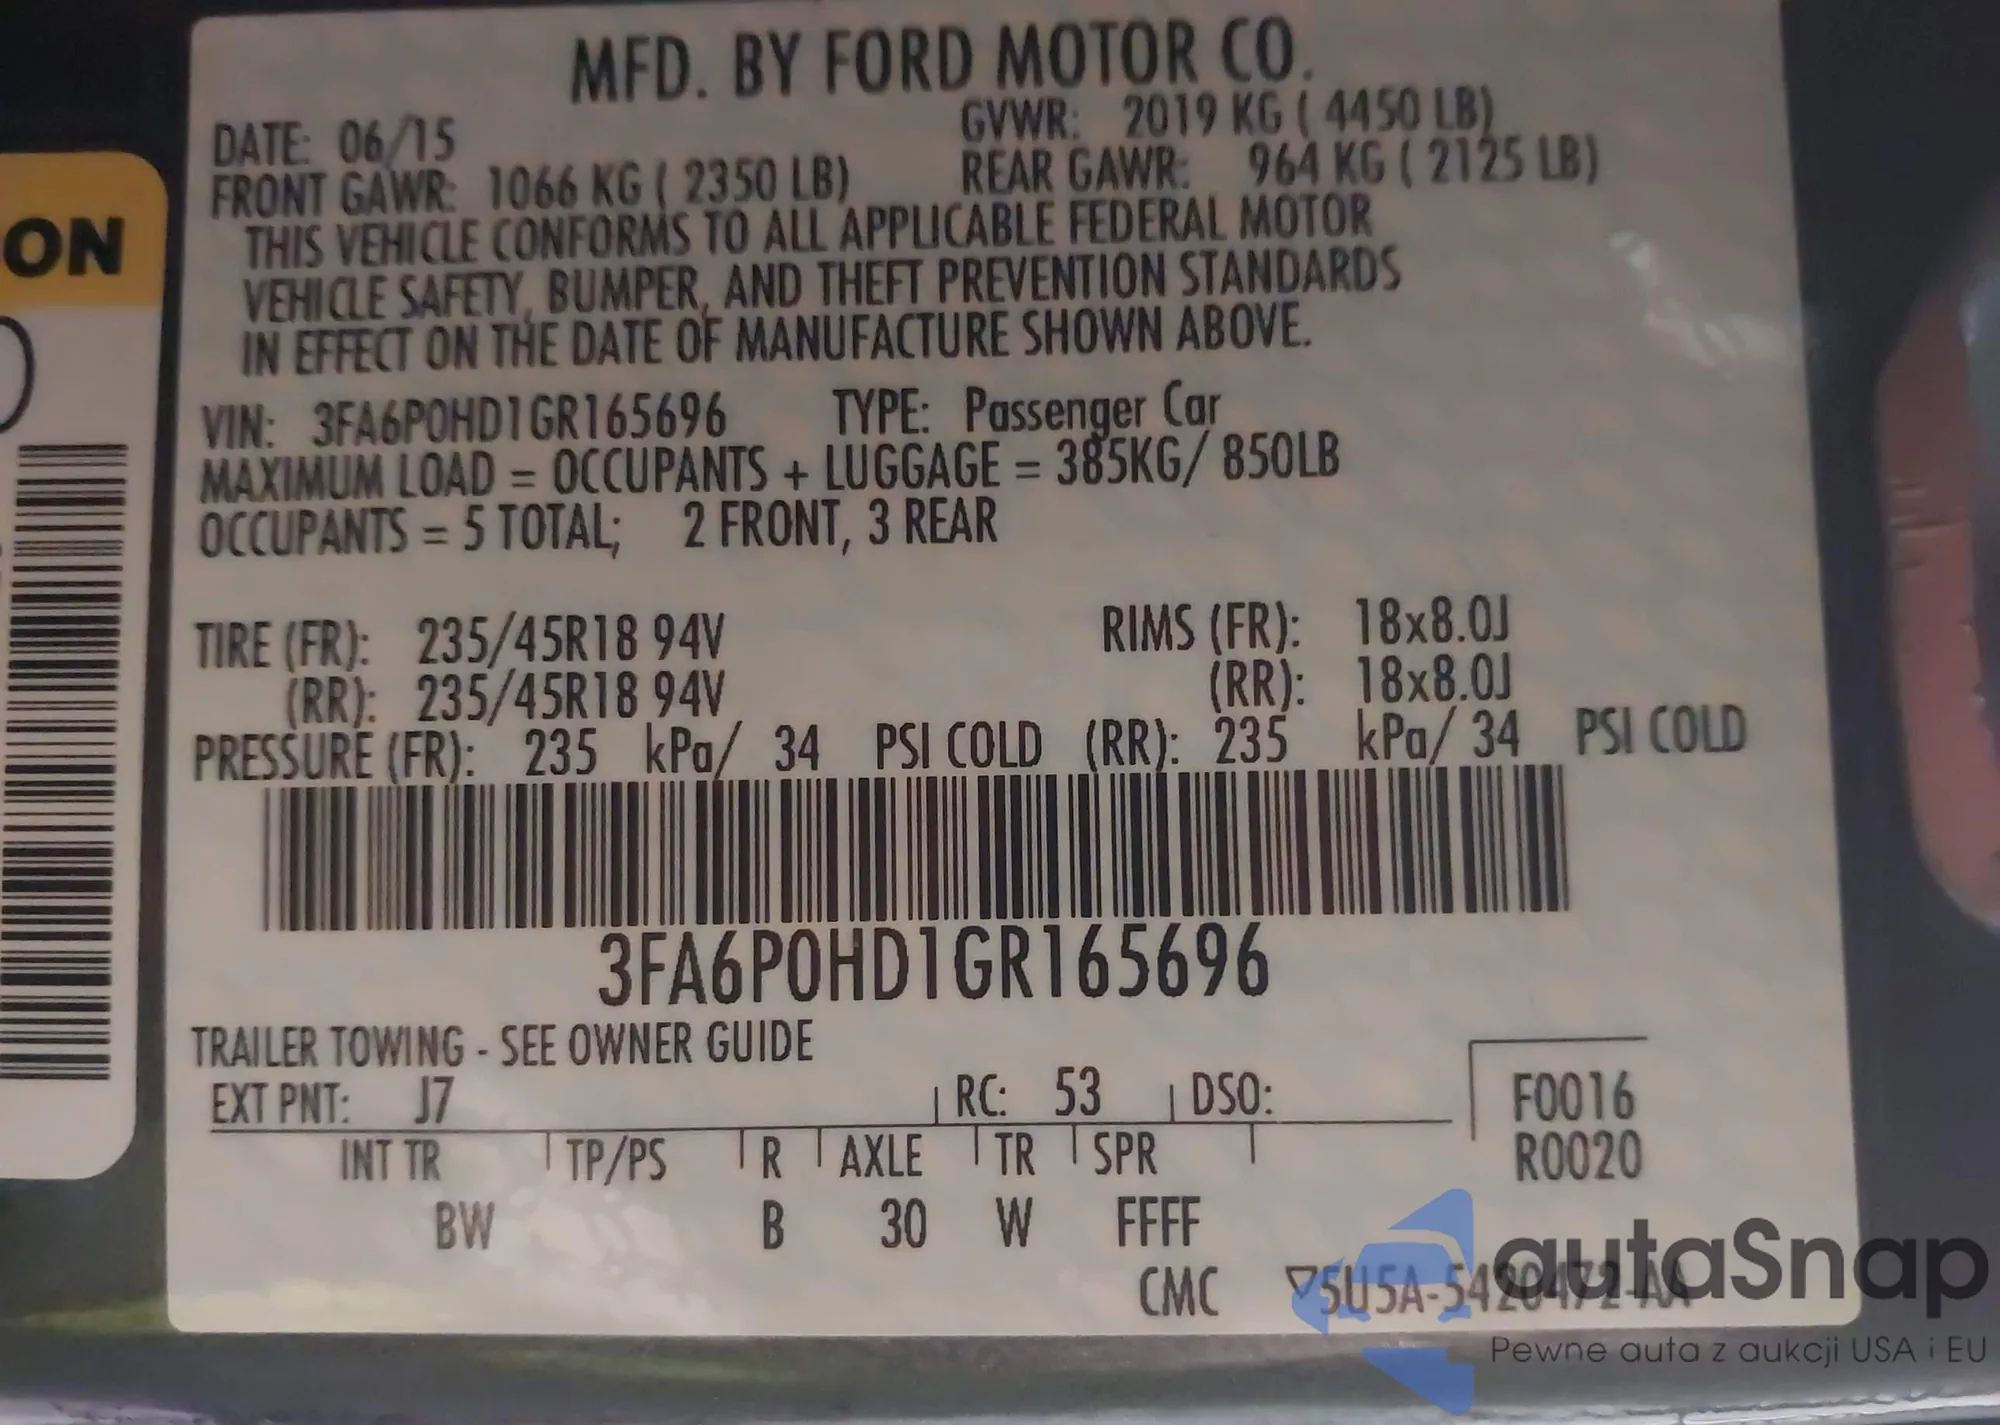 MFD. BY FORD MOTOR CO.
DATE: 06/15 GVWR: 2019 KG ( 4450 LB)
FRONT GAWR: 1066 KG ( 2350 LB) REAR GAWR: 964 KG ( 2125 LB)
THIS VEHICLE CONFORMS TO ALL APPLICABLE FEDERAL MOTOR
VEHICLE SAFETY, BUMPER, AND THEFT PREVENTION STANDARDS
IN EFFECT ON THE DATE OF MANUFACTURE SHOWN ABOVE.
VIN: 3FA6P0HD1GR165696 TYPE: Passenger Car
MAXIMUM LOAD = OCCUPANTS + LUGGAGE = 385KG/ 850LB
OCCUPANTS = 5 TOTAL; 2 FRONT, 3 REAR
TIRE (FR): 235/45R18 94V RIMS (FR): 18x8.0J
(RR): 235/45R18 94V (RR): 18x8.0J
PRESSURE (FR): 235 kPa/ 34 PSI COLD (RR): 235 kPa/ 34 PSI COLD
3FA6P0HD1GR165696
TRAILER TOWING - SEE OWNER GUIDE
EXT PNT: J7 RC: 53 DSO:
F0016
R0020
INT TR TP/PS R AXLE TR SPR
BW B 30 W FFFF
CMC ▽5U5A-5420472-AA
ON
autaSnap
Pewne auta z aukcji USA i EU